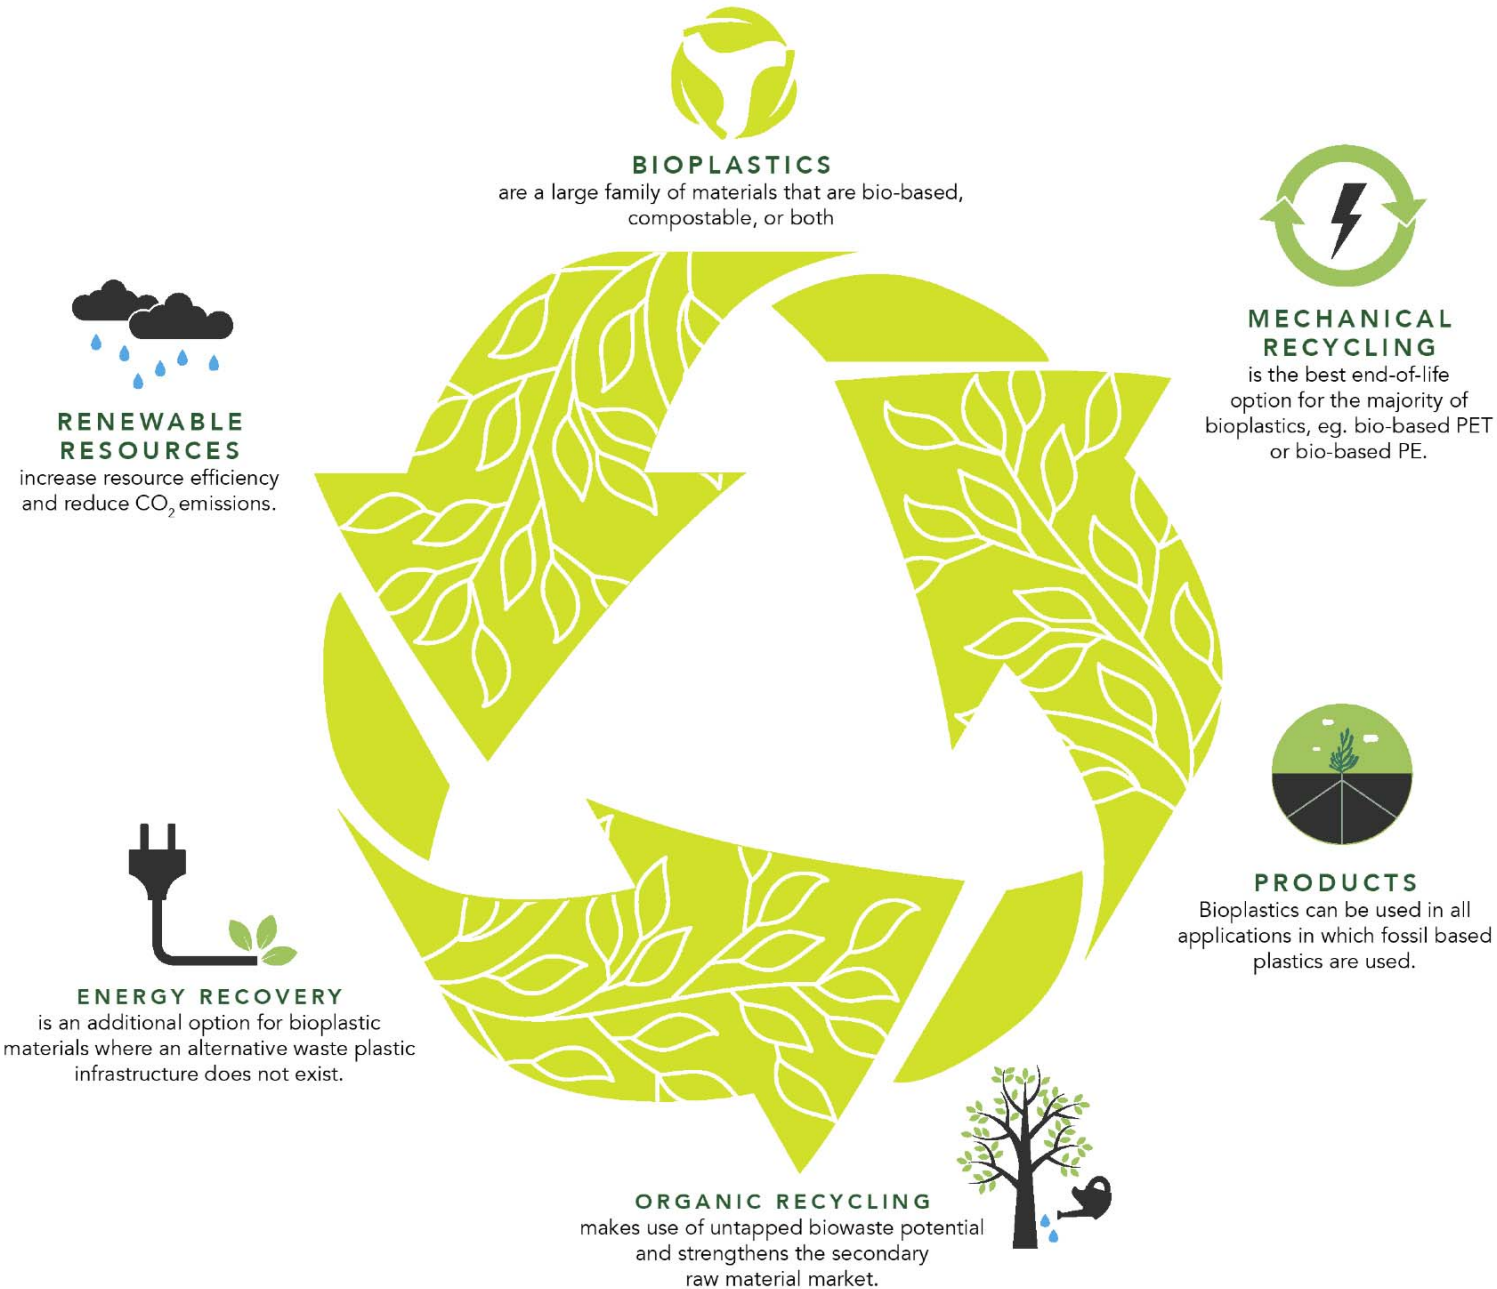 BIOPLASTICS
are a large family of materials that are bio-based,
compostable, or both
MECHANICAL
RECYCLING
is the best end-of-life
option for the majority of
bioplastics, eg. bio-based PET
or bio-based PE.
RENEWABLE
RESOURCES
increase resource efficiency
and reduce CO₂ emissions.
PRODUCTS
Bioplastics can be used in all
applications in which fossil based
plastics are used.
ENERGY RECOVERY
is an additional option for bioplastic
materials where an alternative waste plastic
infrastructure does not exist.
ORGANIC RECYCLING
makes use of untapped biowaste potential
and strengthens the secondary
raw material market.